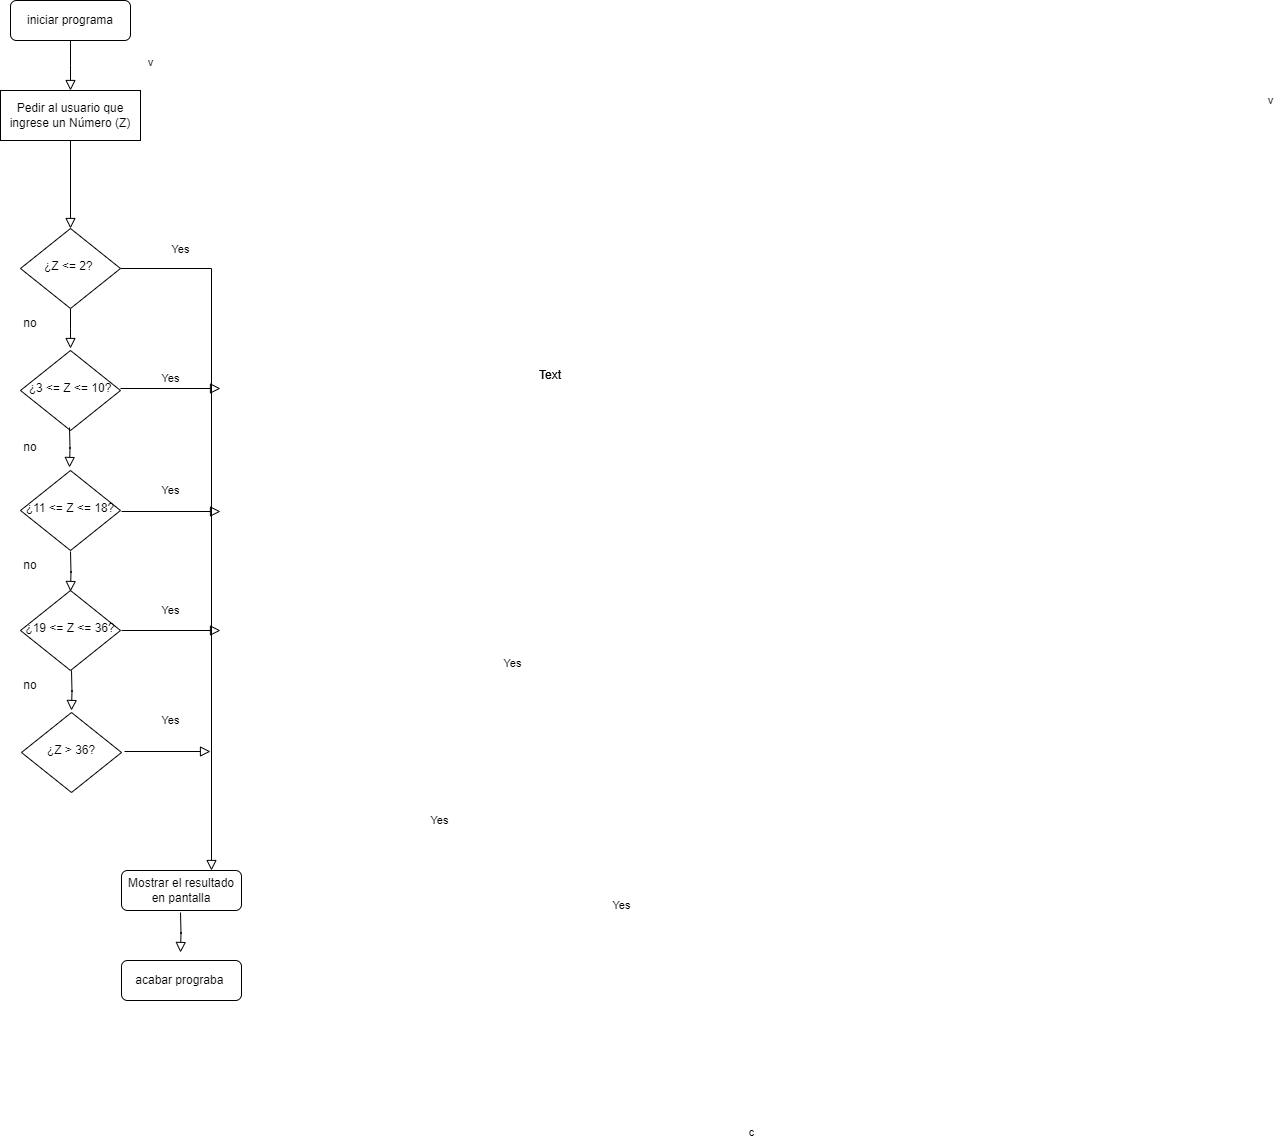 iniciar programa
v
v
Pedir al usuario que
ingrese un Número (Z)
Yes
¿Z <= 2?
no
Text
Yes
¿3 <= Z <= 10?
no
Yes
¿11 <= Z <= 18?
no
Yes
¿19 <= Z <= 36?
Yes
no
Yes
¿Z > 36?
Yes
Mostrar el resultado
en pantalla
Yes
acabar prograba
c